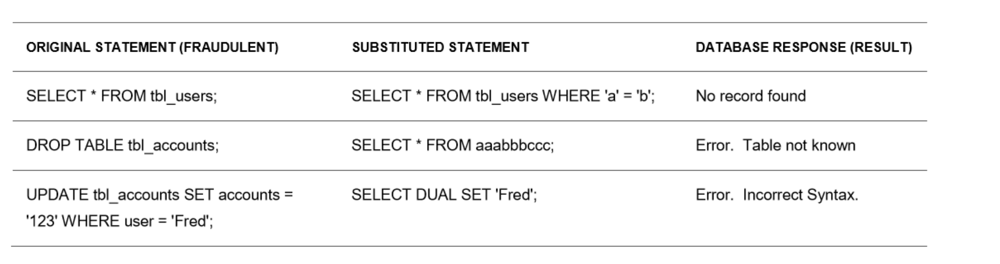 ORIGINAL STATEMENT (FRAUDULENT) SUBSTITUTED STATEMENT DATABASE RESPONSE (RESULT)
SELECT * FROM tbl_users; SELECT * FROM tbl_users WHERE 'a' = 'b'; No record found
DROP TABLE tbl_accounts; SELECT * FROM aaabbbccc; Error. Table not known
UPDATE tbl_accounts SET accounts = SELECT DUAL SET 'Fred'; Error. Incorrect Syntax.
'123' WHERE user = 'Fred';